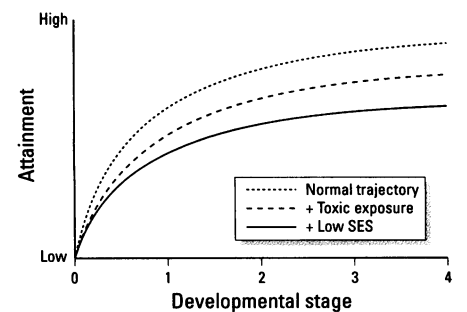 High
Attainment
Low
0 1 2 3 4
Developmental stage
Normal trajectory
+ Toxic exposure
+ Low SES